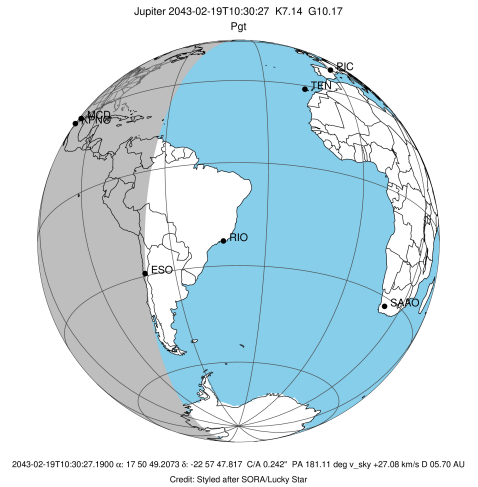 Jupiter 2043-02-19T10:30:27 K7.14 G10.17
Pgt
PIC
TEN
MCD
KPNO
RIO
ESO
SAAO
2043-02-19T10:30:27.1900 α: 17 50 49.2073 δ: -22 57 47.817 C/A 0.242" PA 181.11 deg v_sky +27.08 km/s D 05.70 AU
Credit: Styled after SORA/Lucky Star